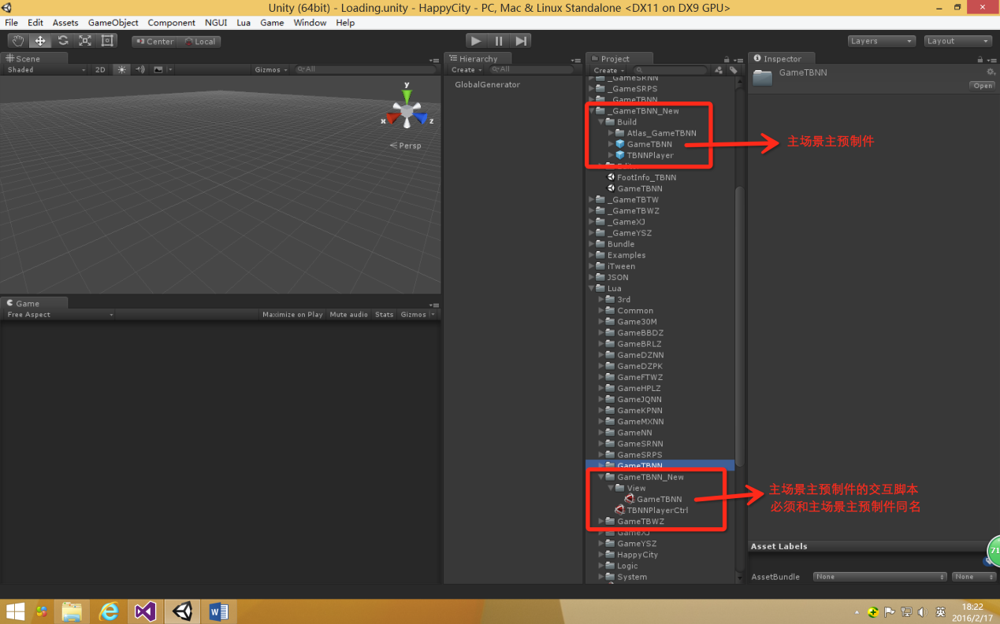 Unity (64bit) - Loading.unity - HappyCity - PC, Mac & Linux Standalone <DX11 on DX9 GPU>
File Edit Assets GameObject Component NGUI Lua Game Window Help
Center Local
Layers
Layout
Scene
Shaded 2D Gizmos All
y
x
z
Persp
Game
Free Aspect Maximize on Play Mute audio Stats Gizmos
Hierarchy
Create All
GlobalGenerator
Project
Create
_GameSRNN
_GameSRPS
_GameTBNN
_GameTBNN_New
Build
Atlas_GameTBNN
GameTBNN
TBNNPlayer
FootInfo_TBNN
GameTBNN
_GameTBTW
_GameTBWZ
_GameXJ
_GameYSZ
Bundle
Examples
iTween
JSON
Lua
3rd
Common
Game30M
GameBBDZ
GameBRLZ
GameDZNN
GameDZPK
GameFTWZ
GameHPLZ
GameJQNN
GameKPNN
GameMXNN
GameNN
GameSRNN
GameSRPS
GameTBNN
GameTBNN_New
View
GameTBNN
TBNNPlayerCtrl
GameTBWZ
GameXJ
GameYSZ
HappyCity
Logic
System
主场景主预制件
主场景主预制件的交互脚本
必须和主场景主预制件同名
Inspector
GameTBNN
Open
Asset Labels
71
AssetBundle None None
英
18:22
2016/2/17